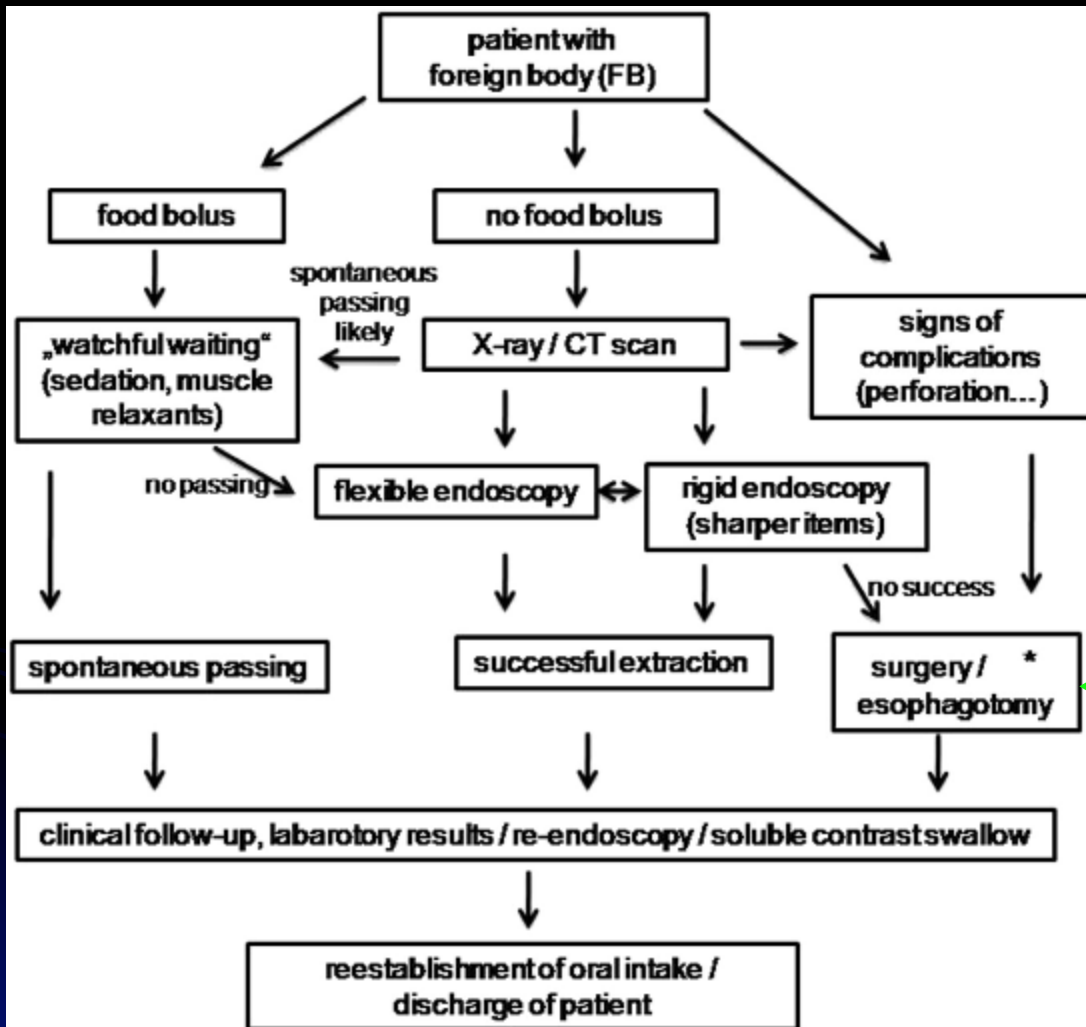 patient with
foreign body (FB)
food bolus
no food bolus
spontaneous
passing
likely
signs of
complications
(perforation...)
„watchful waiting“
(sedation, muscle
relaxants)
X-ray / CT scan
no passing
flexible endoscopy
rigid endoscopy
(sharper items)
no success
spontaneous passing
successful extraction
surgery / *
esophagotomy
clinical follow-up, labarotory results / re-endoscopy / soluble contrast swallow
reestablishment of oral intake /
discharge of patient